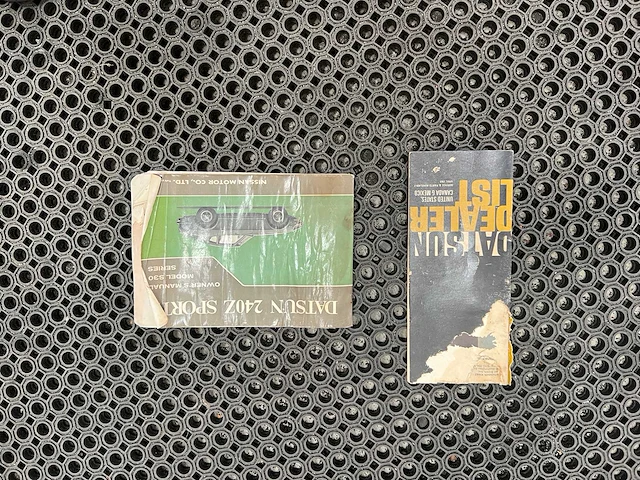 DATSUN 240Z SPORT
OWNER'S MANUAL
MODEL S30
SERIES
NISSAN MOTOR CO., LTD.
DATSUN
DEALER
LIST
UNITED STATES,
CANADA & MEXICO